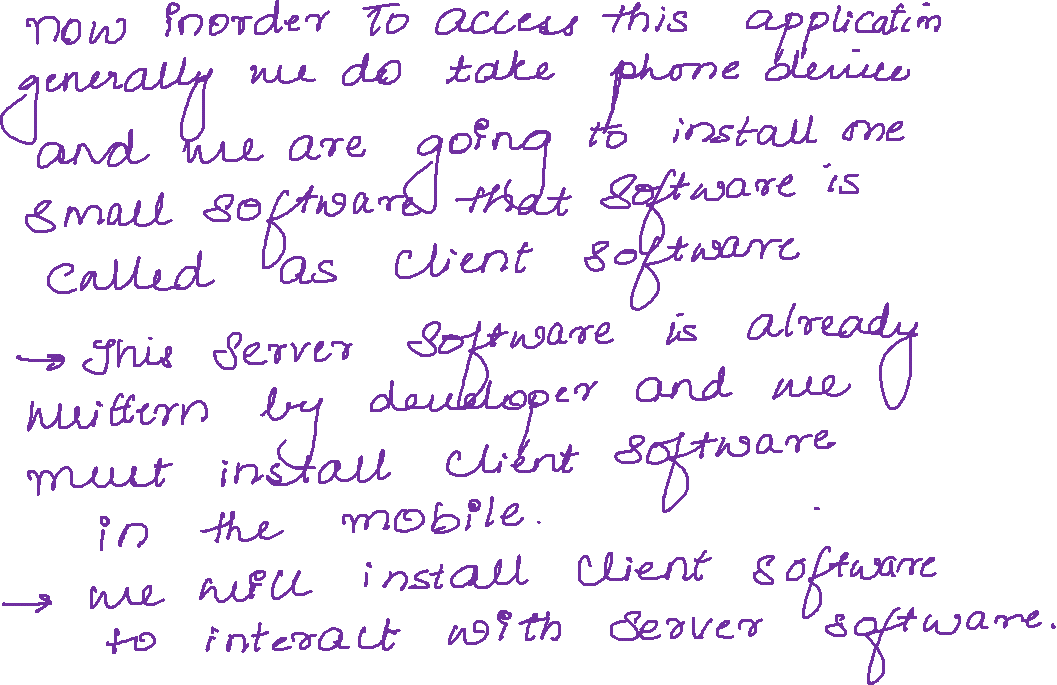 now inorder to access this application
generally we do take phone device
and we are going to install one
small software that software is
called as client software
→ This server software is already
writtern by developer and we
must install client software
in the mobile.
→ we will install client software
to interact with server software.